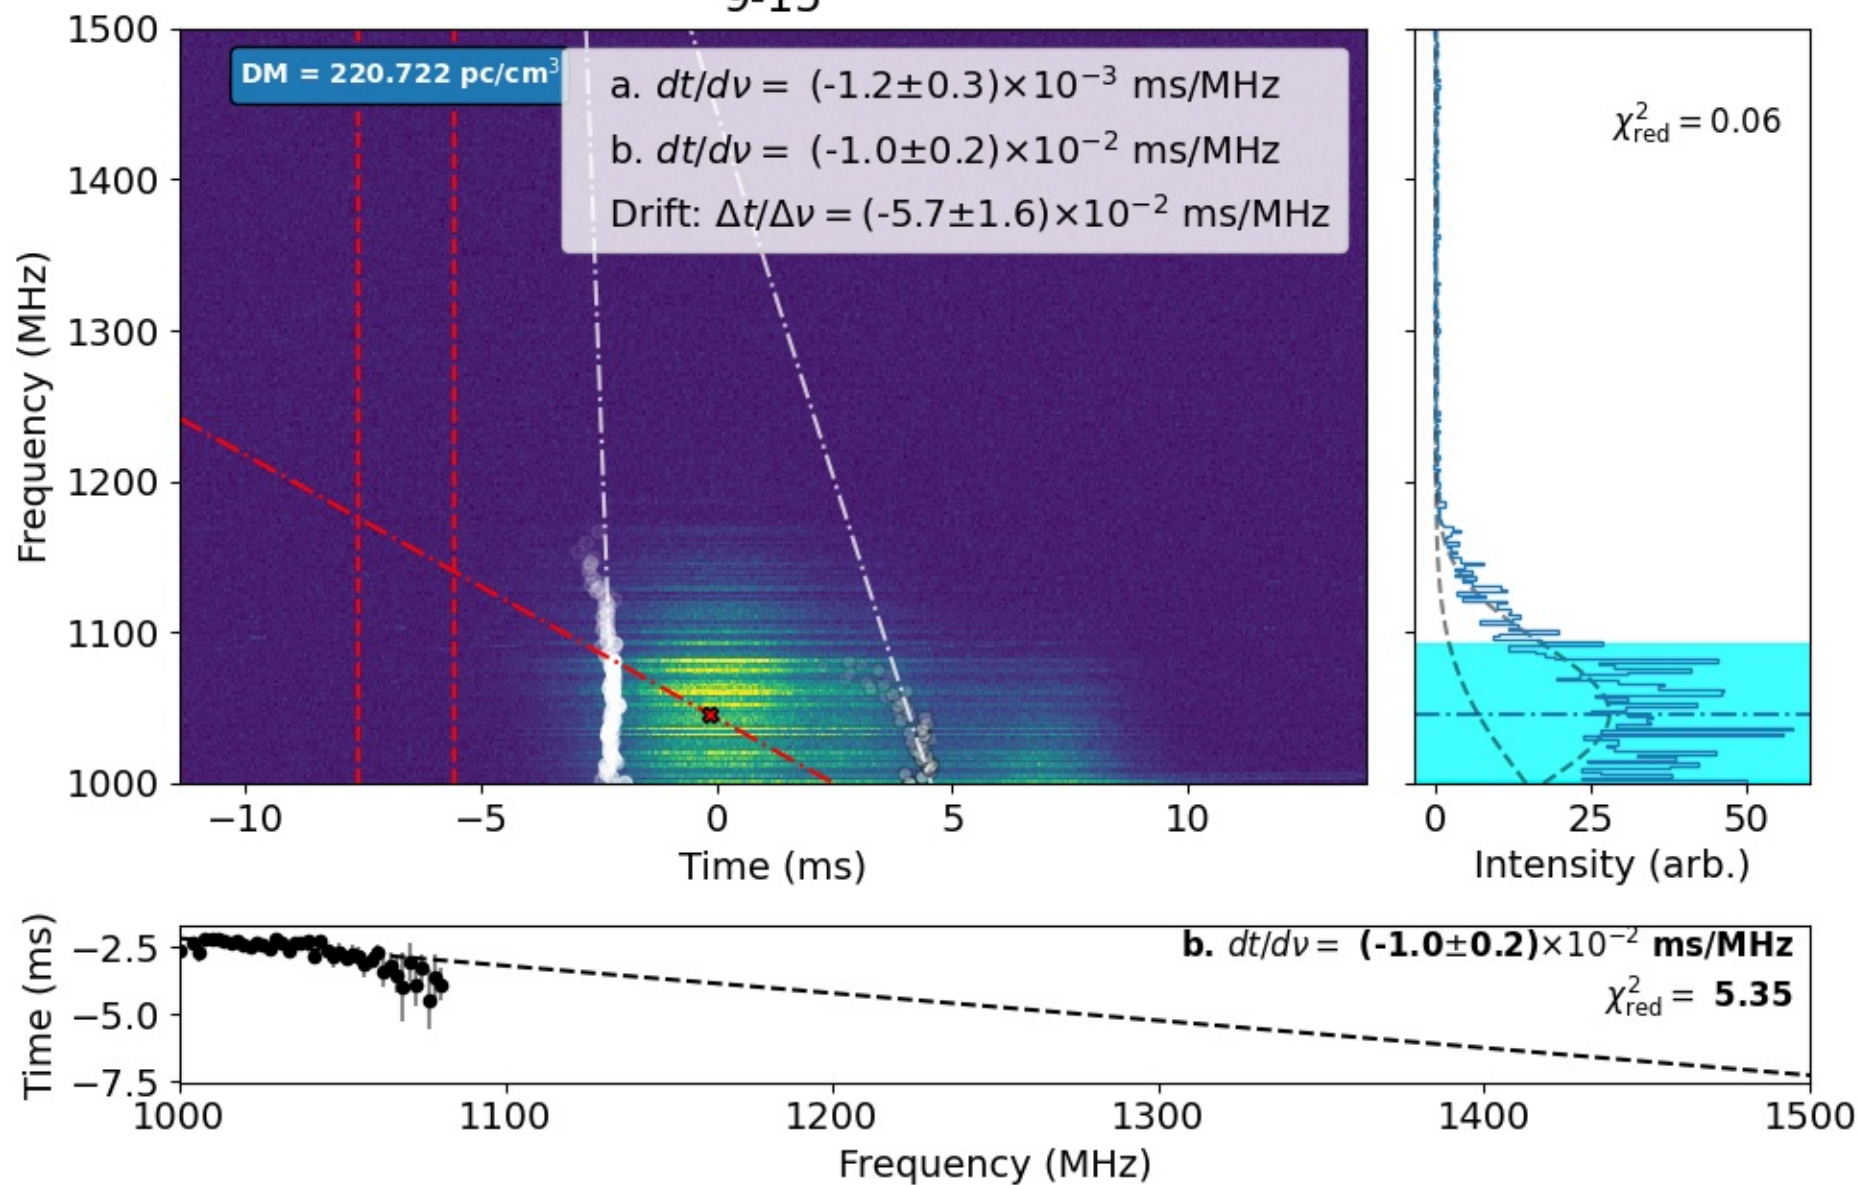 9-15
1500
1400
1300
1200
1100
1000
Frequency (MHz)
DM = 220.722 pc/cm³
a. dt/dν = (-1.2±0.3)×10⁻³ ms/MHz
b. dt/dν = (-1.0±0.2)×10⁻² ms/MHz
Drift: Δt/Δν = (-5.7±1.6)×10⁻² ms/MHz
−10 −5 0 5 10
Time (ms)
χ²red = 0.06
0 25 50
Intensity (arb.)
Time (ms)
−2.5
−5.0
−7.5
b. dt/dν = (-1.0±0.2)×10⁻² ms/MHz
χ²red = 5.35
1000 1100 1200 1300 1400 1500
Frequency (MHz)